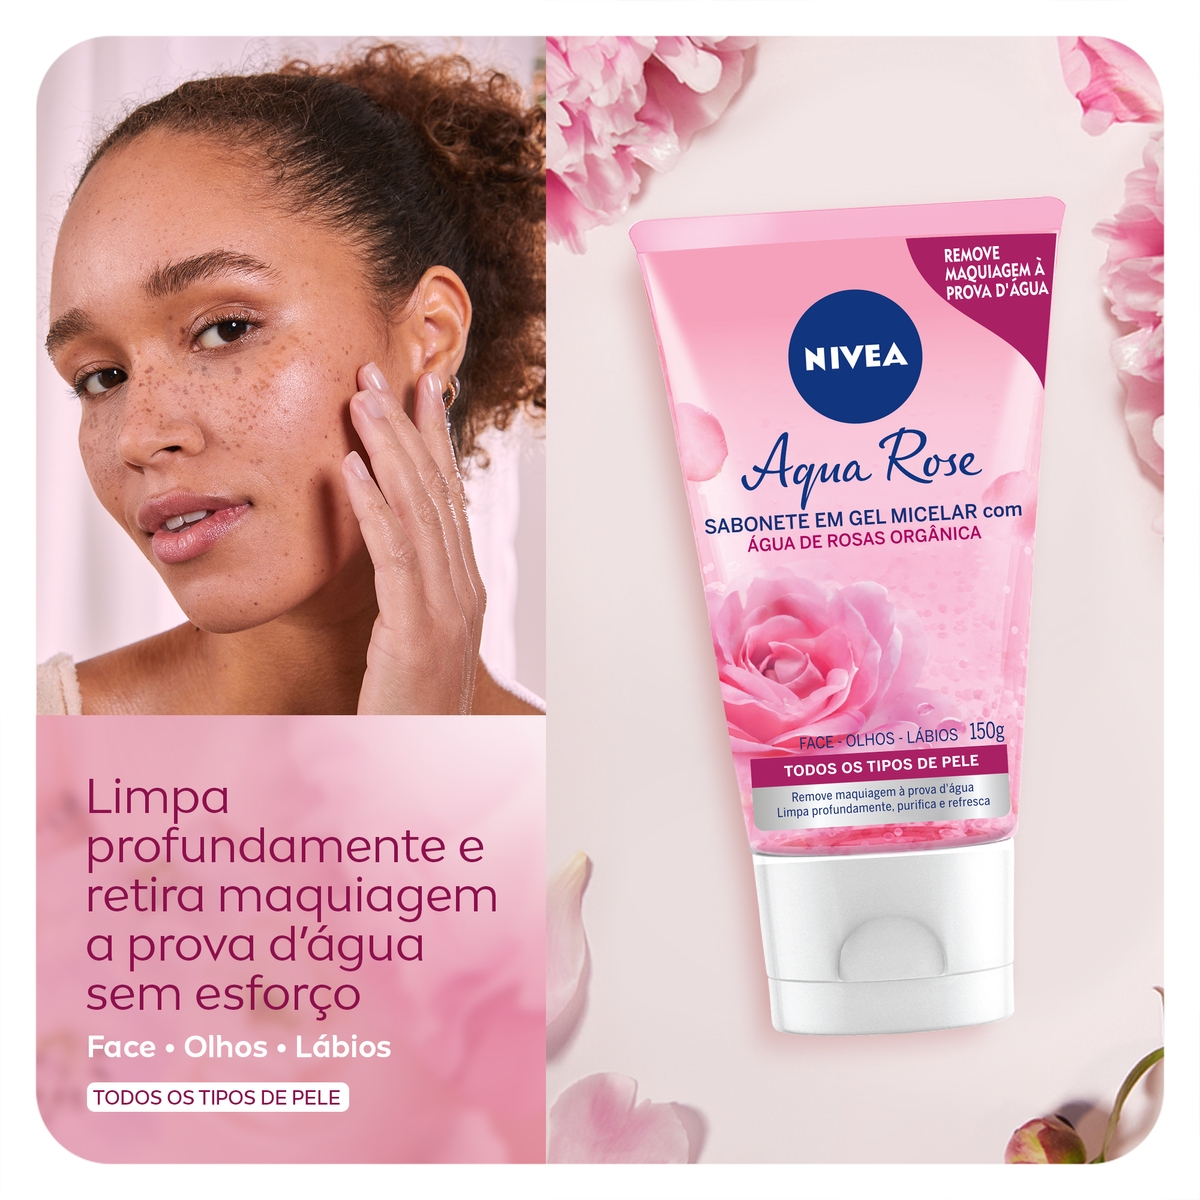 Limpa
profundamente e
retira maquiagem
a prova d'água
sem esforço
Face • Olhos • Lábios
TODOS OS TIPOS DE PELE
REMOVE
MAQUIAGEM À
PROVA D'ÁGUA
NIVEA
Aqua Rose
SABONETE EM GEL MICELAR com
ÁGUA DE ROSAS ORGÂNICA
FACE - OLHOS - LÁBIOS 150g
TODOS OS TIPOS DE PELE
Remove maquiagem à prova d'água
Limpa profundamente, purifica e refresca